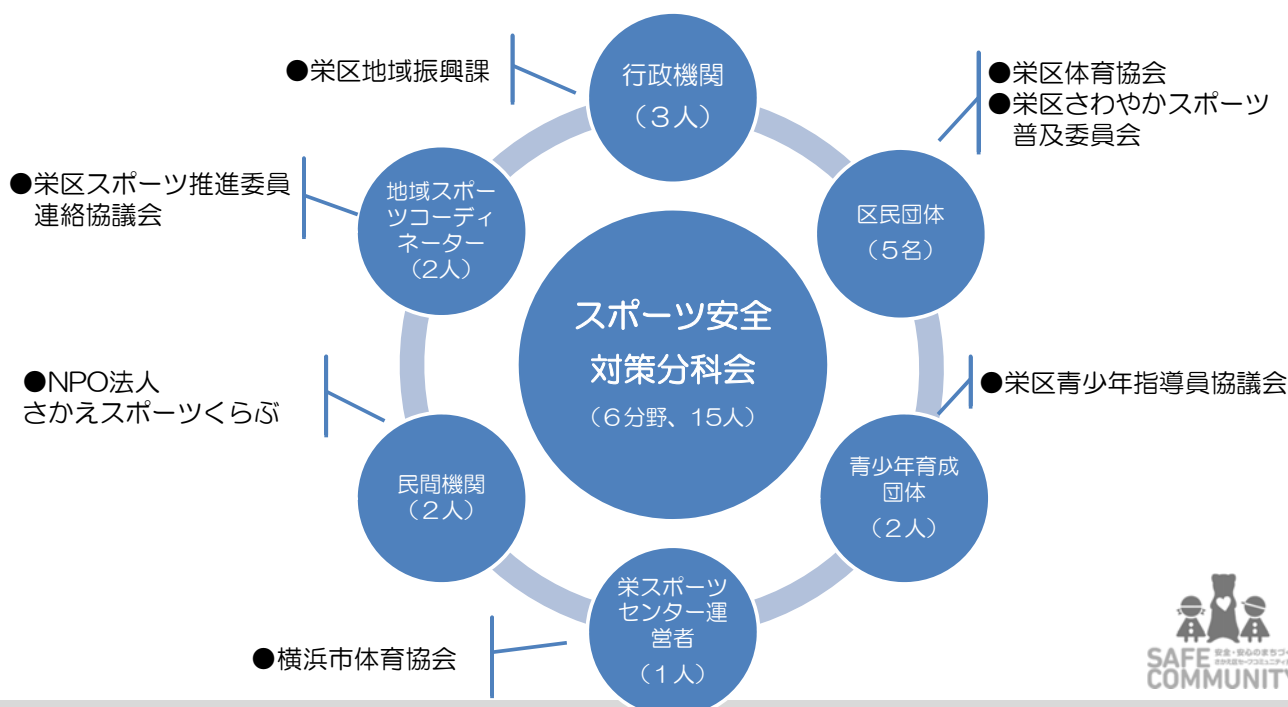 ●栄区地域振興課
行政機関
（３人）
●栄区体育協会
●栄区さわやかスポーツ
普及委員会
●栄区スポーツ推進委員
連絡協議会
地域スポー
ツコーディ
ネーター
（2人）
区民団体
（５名）
スポーツ安全
対策分科会
（６分野、15人）
●NPO法人
さかえスポーツくらぶ
民間機関
（２人）
●栄区青少年指導員協議会
青少年育成
団体
（２人）
●横浜市体育協会
栄スポーツ
センター運
営者
（１人）
SAFE
COMMUNITY